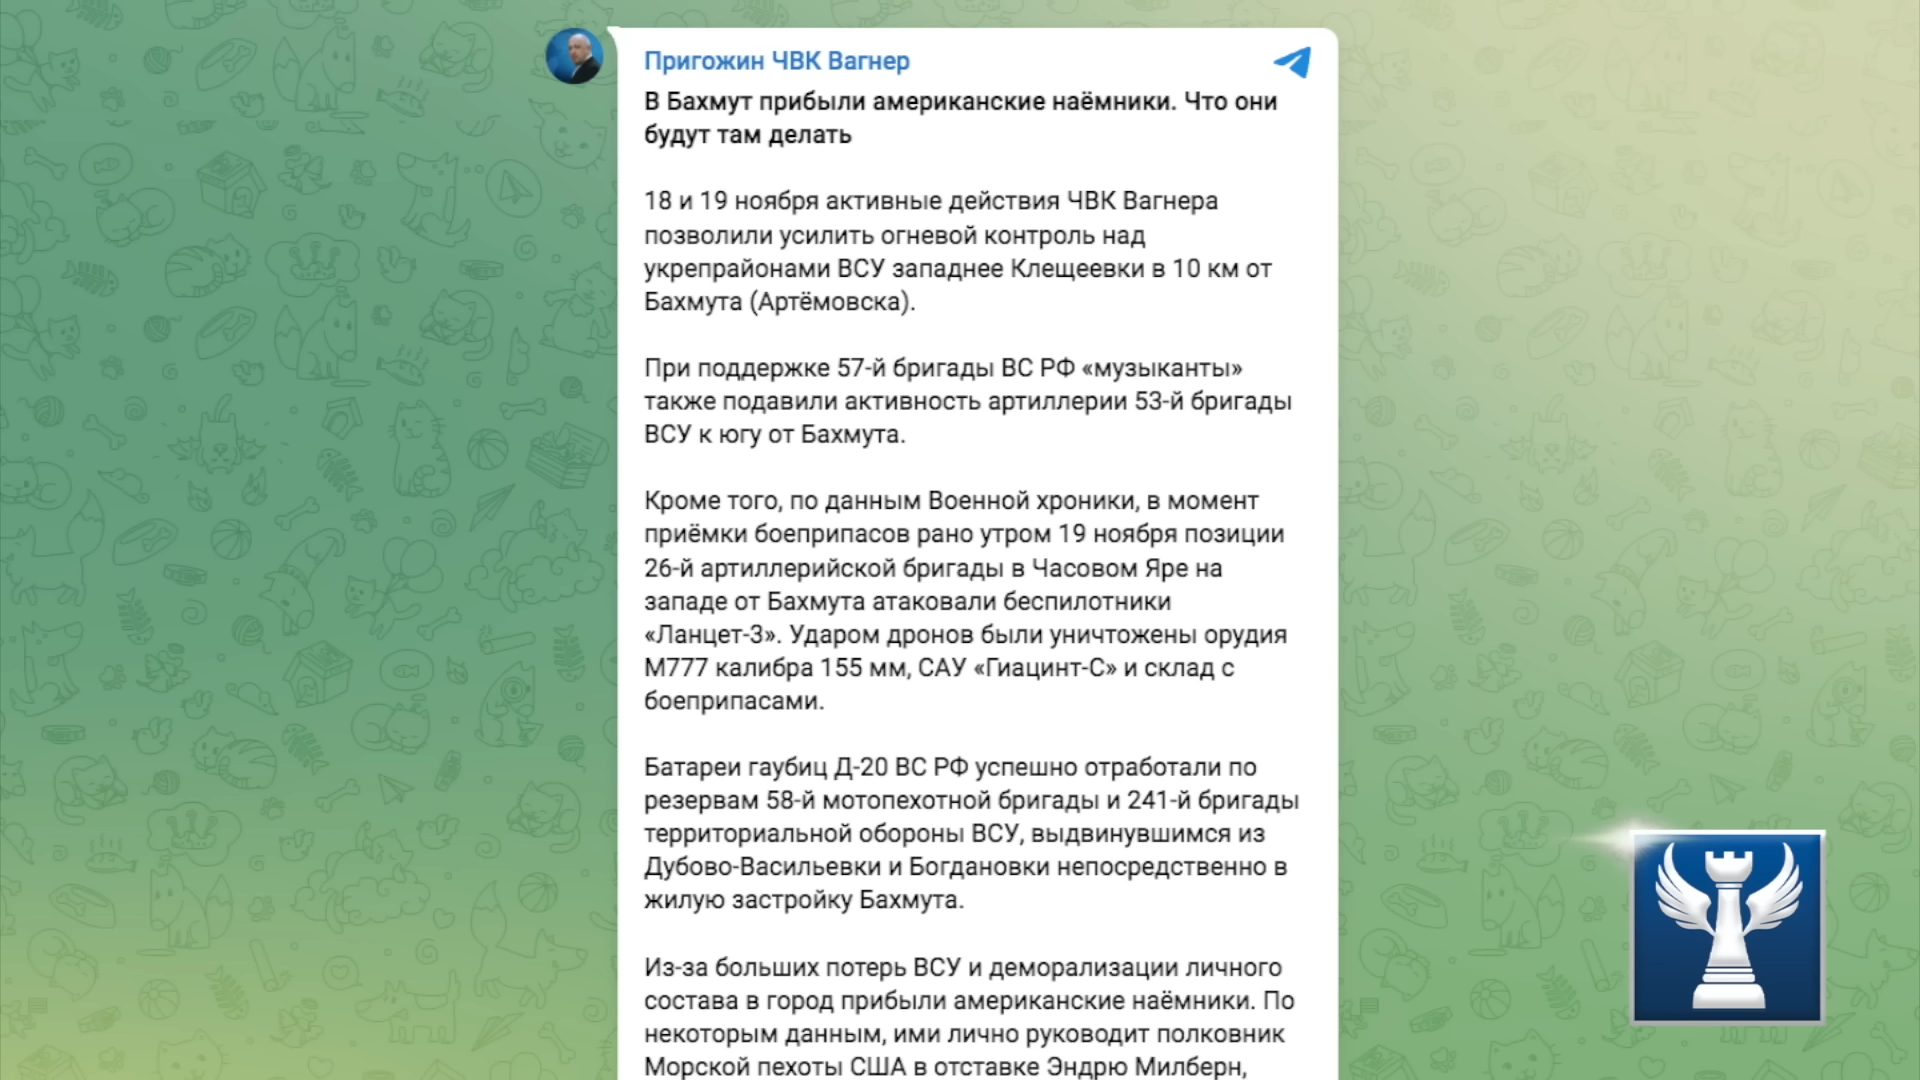 Пригожин ЧВК Вагнер
В Бахмут прибыли американские наёмники. Что они
будут там делать
18 и 19 ноября активные действия ЧВК Вагнера
позволили усилить огневой контроль над
укрепрайонами ВСУ западнее Клещеевки в 10 км от
Бахмута (Артёмовска).
При поддержке 57-й бригады ВС РФ «музыканты»
также подавили активность артиллерии 53-й бригады
ВСУ к югу от Бахмута.
Кроме того, по данным Военной хроники, в момент
приёмки боеприпасов рано утром 19 ноября позиции
26-й артиллерийской бригады в Часовом Яре на
западе от Бахмута атаковали беспилотники
«Ланцет-3». Ударом дронов были уничтожены орудия
М777 калибра 155 мм, САУ «Гиацинт-С» и склад с
боеприпасами.
Батареи гаубиц Д-20 ВС РФ успешно отработали по
резервам 58-й мотопехотной бригады и 241-й бригады
территориальной обороны ВСУ, выдвинувшимся из
Дубово-Васильевки и Богдановки непосредственно в
жилую застройку Бахмута.
Из-за больших потерь ВСУ и деморализации личного
состава в город прибыли американские наёмники. По
некоторым данным, ими лично руководит полковник
Морской пехоты США в отставке Эндрю Милберн,